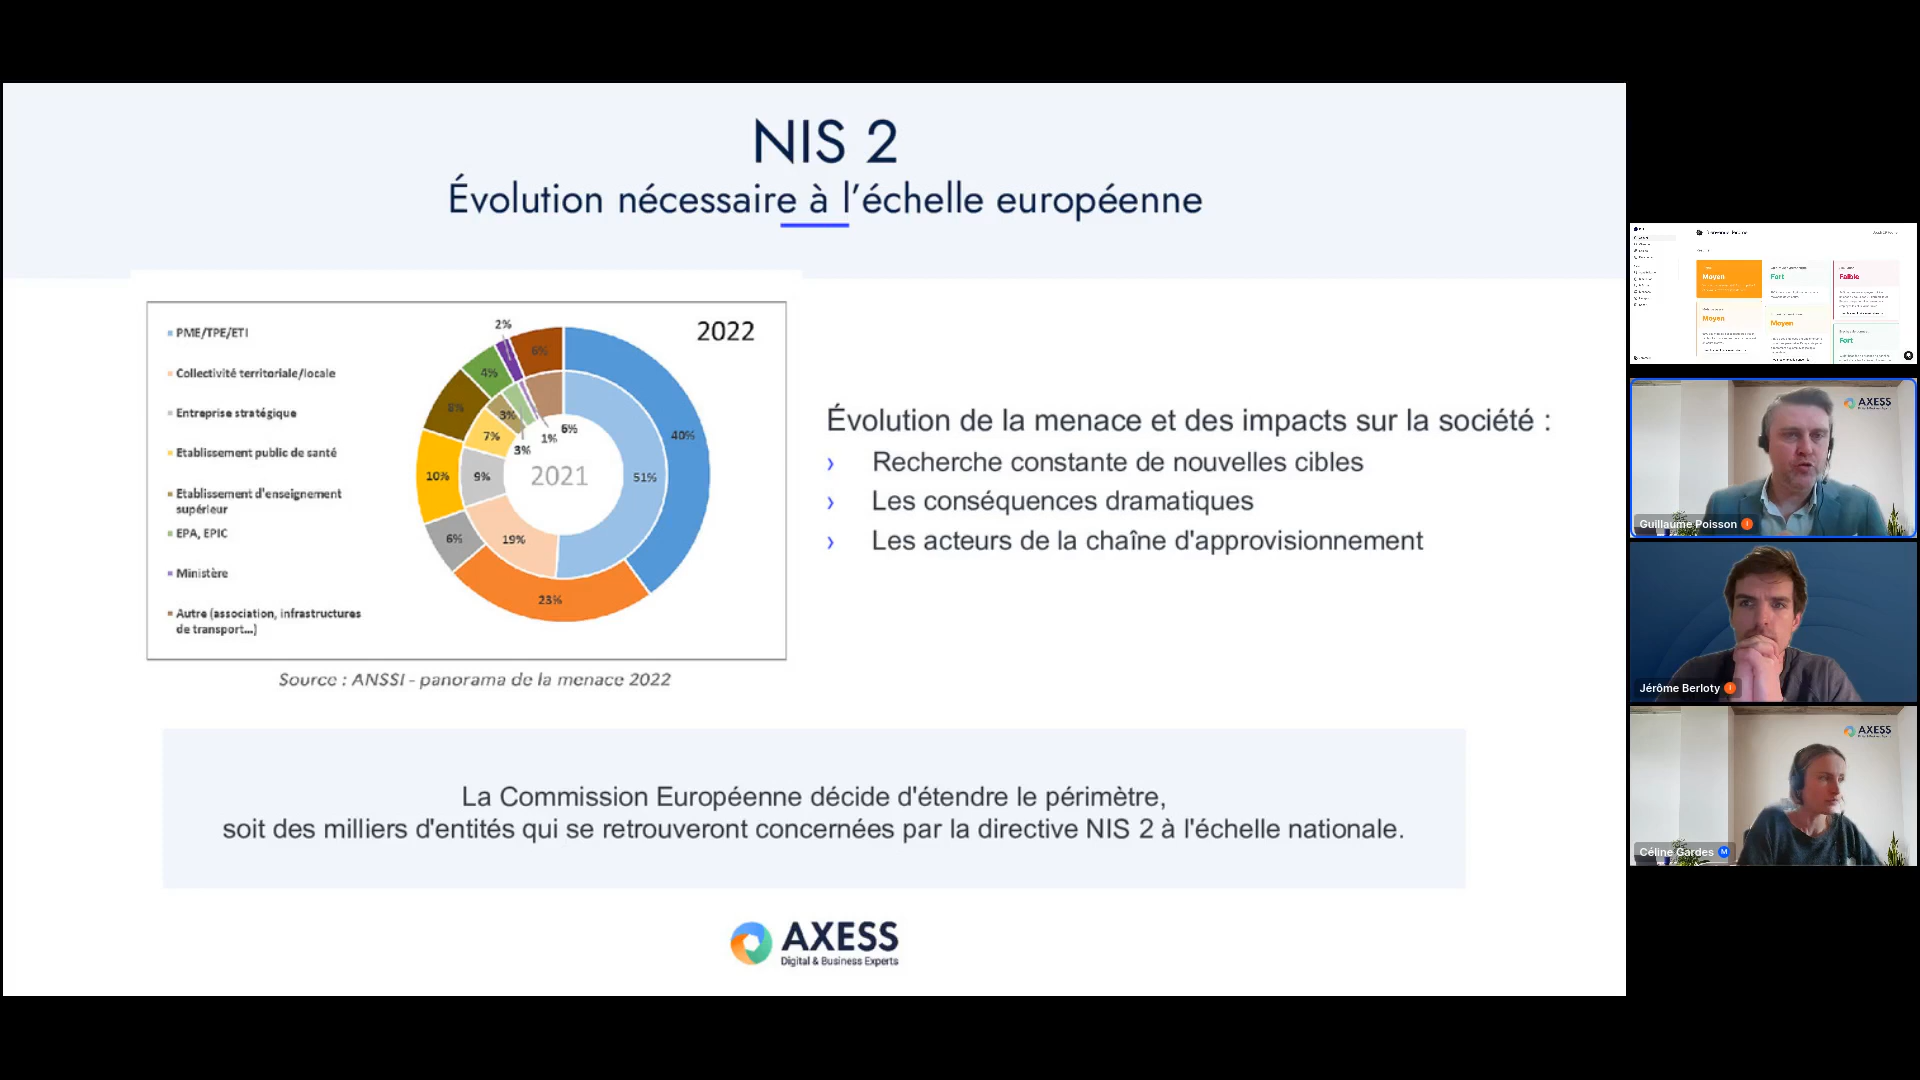 NIS 2
Évolution nécessaire à l'échelle européenne
PME/TPE/ETI
Collectivité territoriale/locale
Entreprise stratégique
Etablissement public de santé
Etablissement d'enseignement
supérieur
EPA, EPIC
Ministère
Autre (association, infrastructures
de transport...)
2022
2%
6%
4%
8%
40%
3%
7%
1%
6%
3%
10%
9%
2021
51%
6%
19%
23%
Source : ANSSI - panorama de la menace 2022
Évolution de la menace et des impacts sur la société :
› Recherche constante de nouvelles cibles
› Les conséquences dramatiques
› Les acteurs de la chaîne d'approvisionnement
La Commission Européenne décide d'étendre le périmètre,
soit des milliers d'entités qui se retrouveront concernées par la directive NIS 2 à l'échelle nationale.
AXESS
Digital & Business Experts
Moyen
Fort
Faible
Moyen
Moyen
Fort
AXESS
Guillaume Poisson
Jérôme Berloty
AXESS
Céline Gardes M